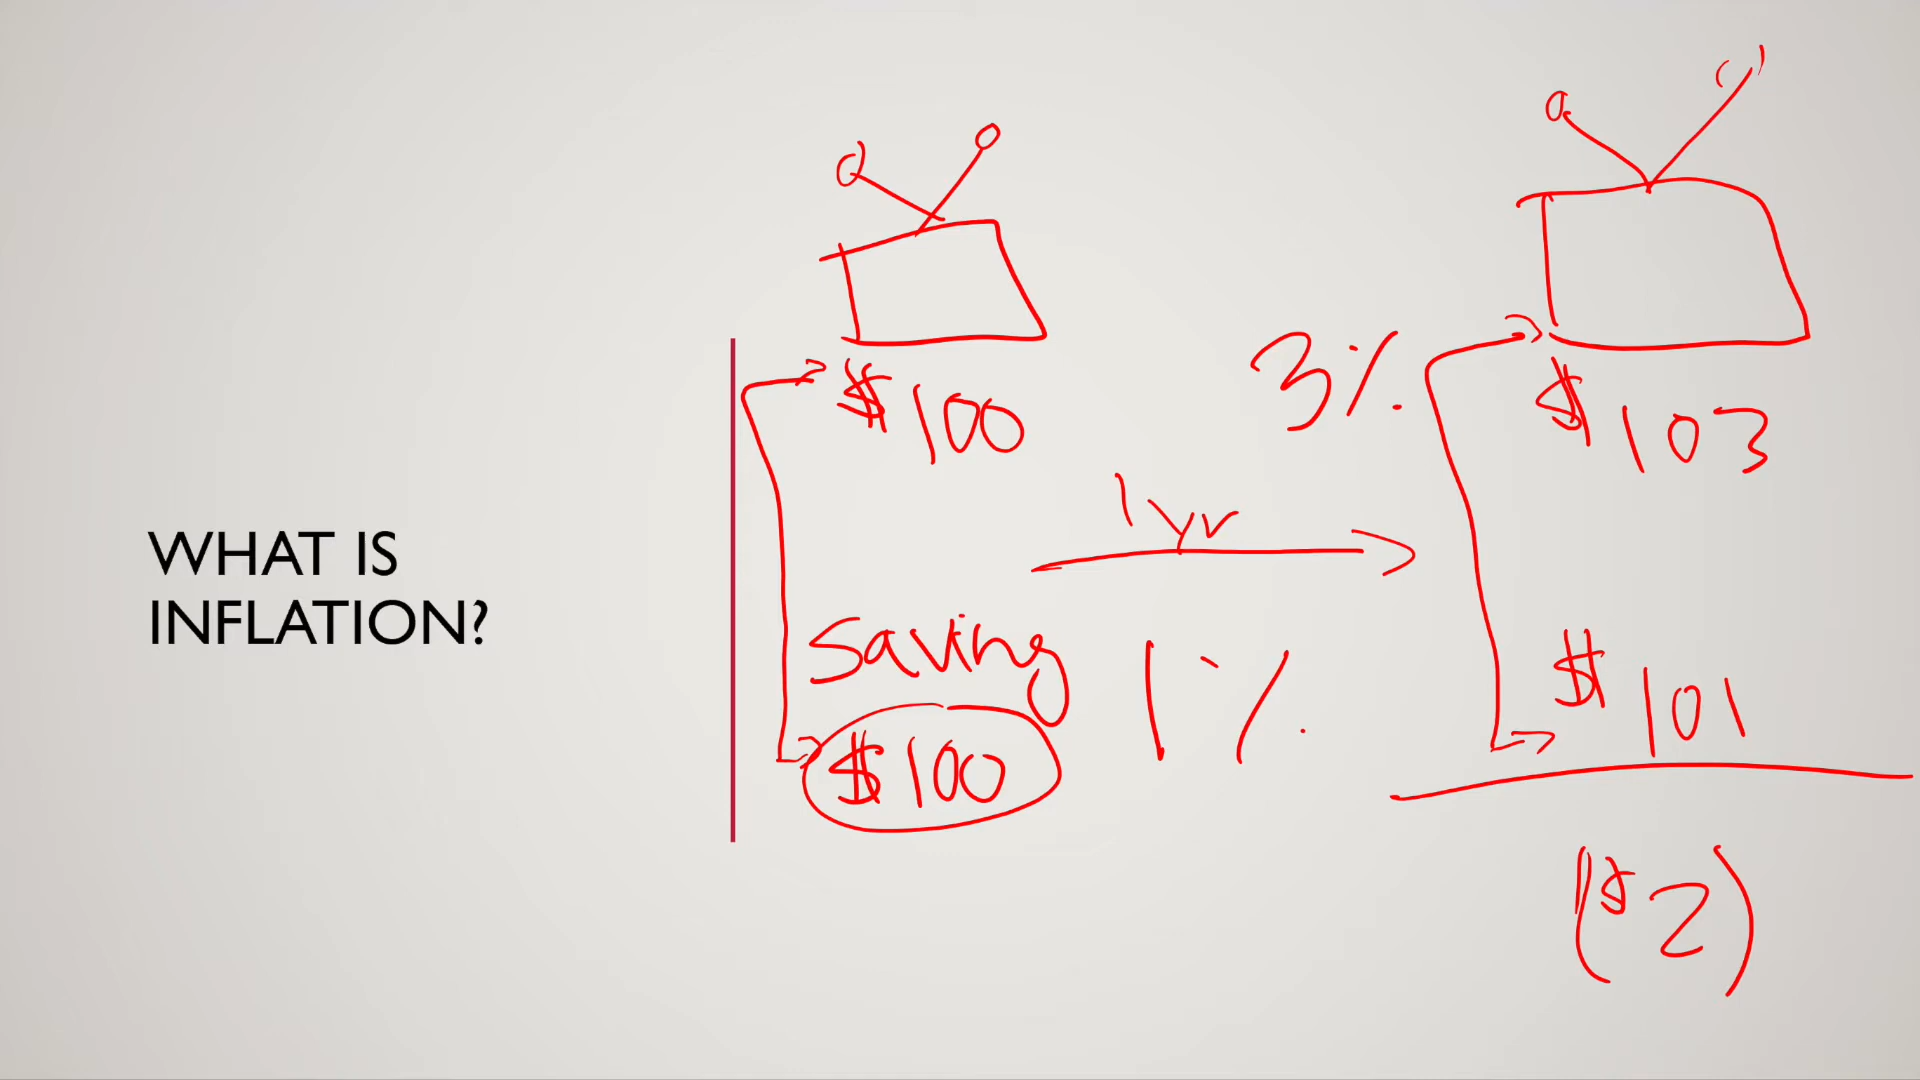 WHAT IS
INFLATION?
$100
3%
$103
1yr
Saving
$100
1%
$101
($2)